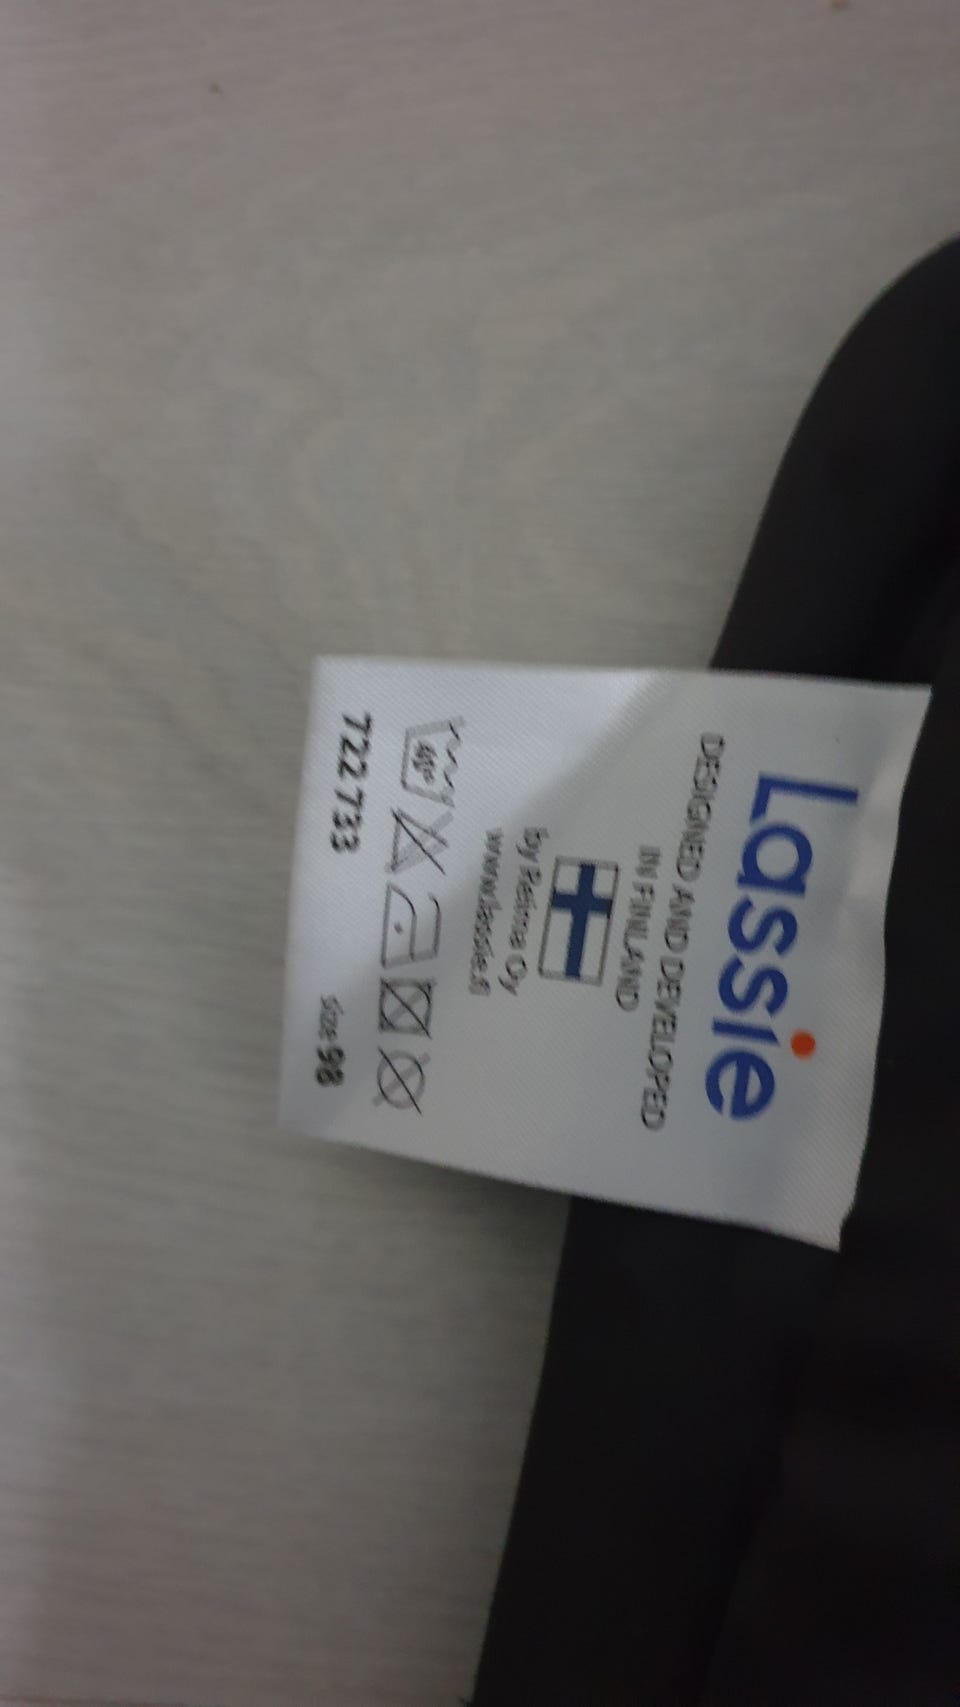 Lassie
DESIGNED AND DEVELOPED
IN FINLAND
by Reima Oy
www.lassie.fi
40°
722 733
size 98